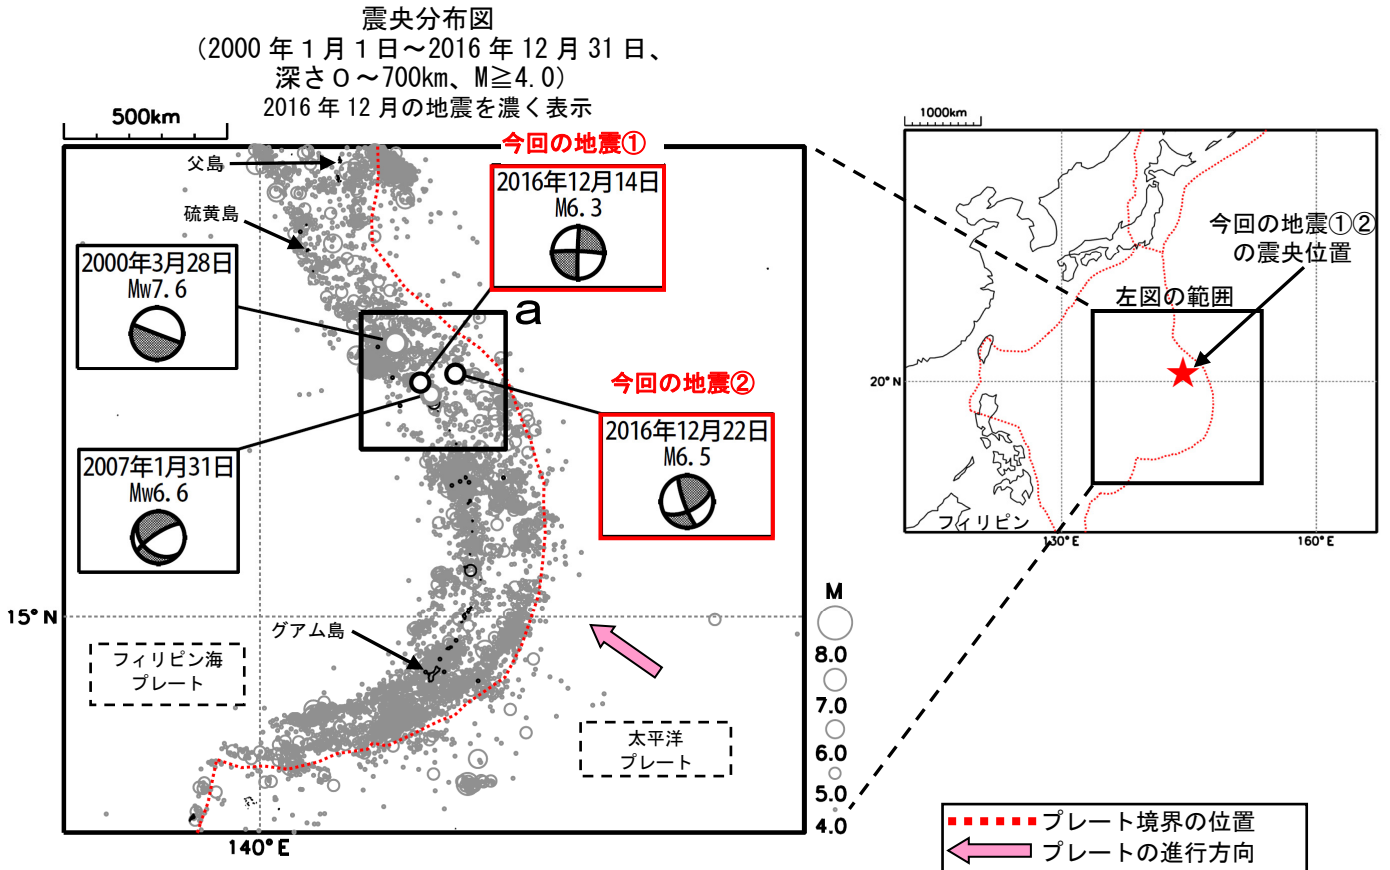 震央分布図
（2000年1月1日～2016年12月31日、
深さ０～700km、M≧4.0）
2016年12月の地震を濃く表示
500km
今回の地震①
2016年12月14日
M6.3
父島
硫黄島
2000年3月28日
Mw7.6
a
今回の地震②
2016年12月22日
M6.5
2007年1月31日
Mw6.6
15°N
グアム島
フィリピン海
プレート
太平洋
プレート
140°E
M
8.0
7.0
6.0
5.0
4.0
1000km
今回の地震①②
の震央位置
左図の範囲
20°N
フィリピン
130°E
160°E
プレート境界の位置
プレートの進行方向